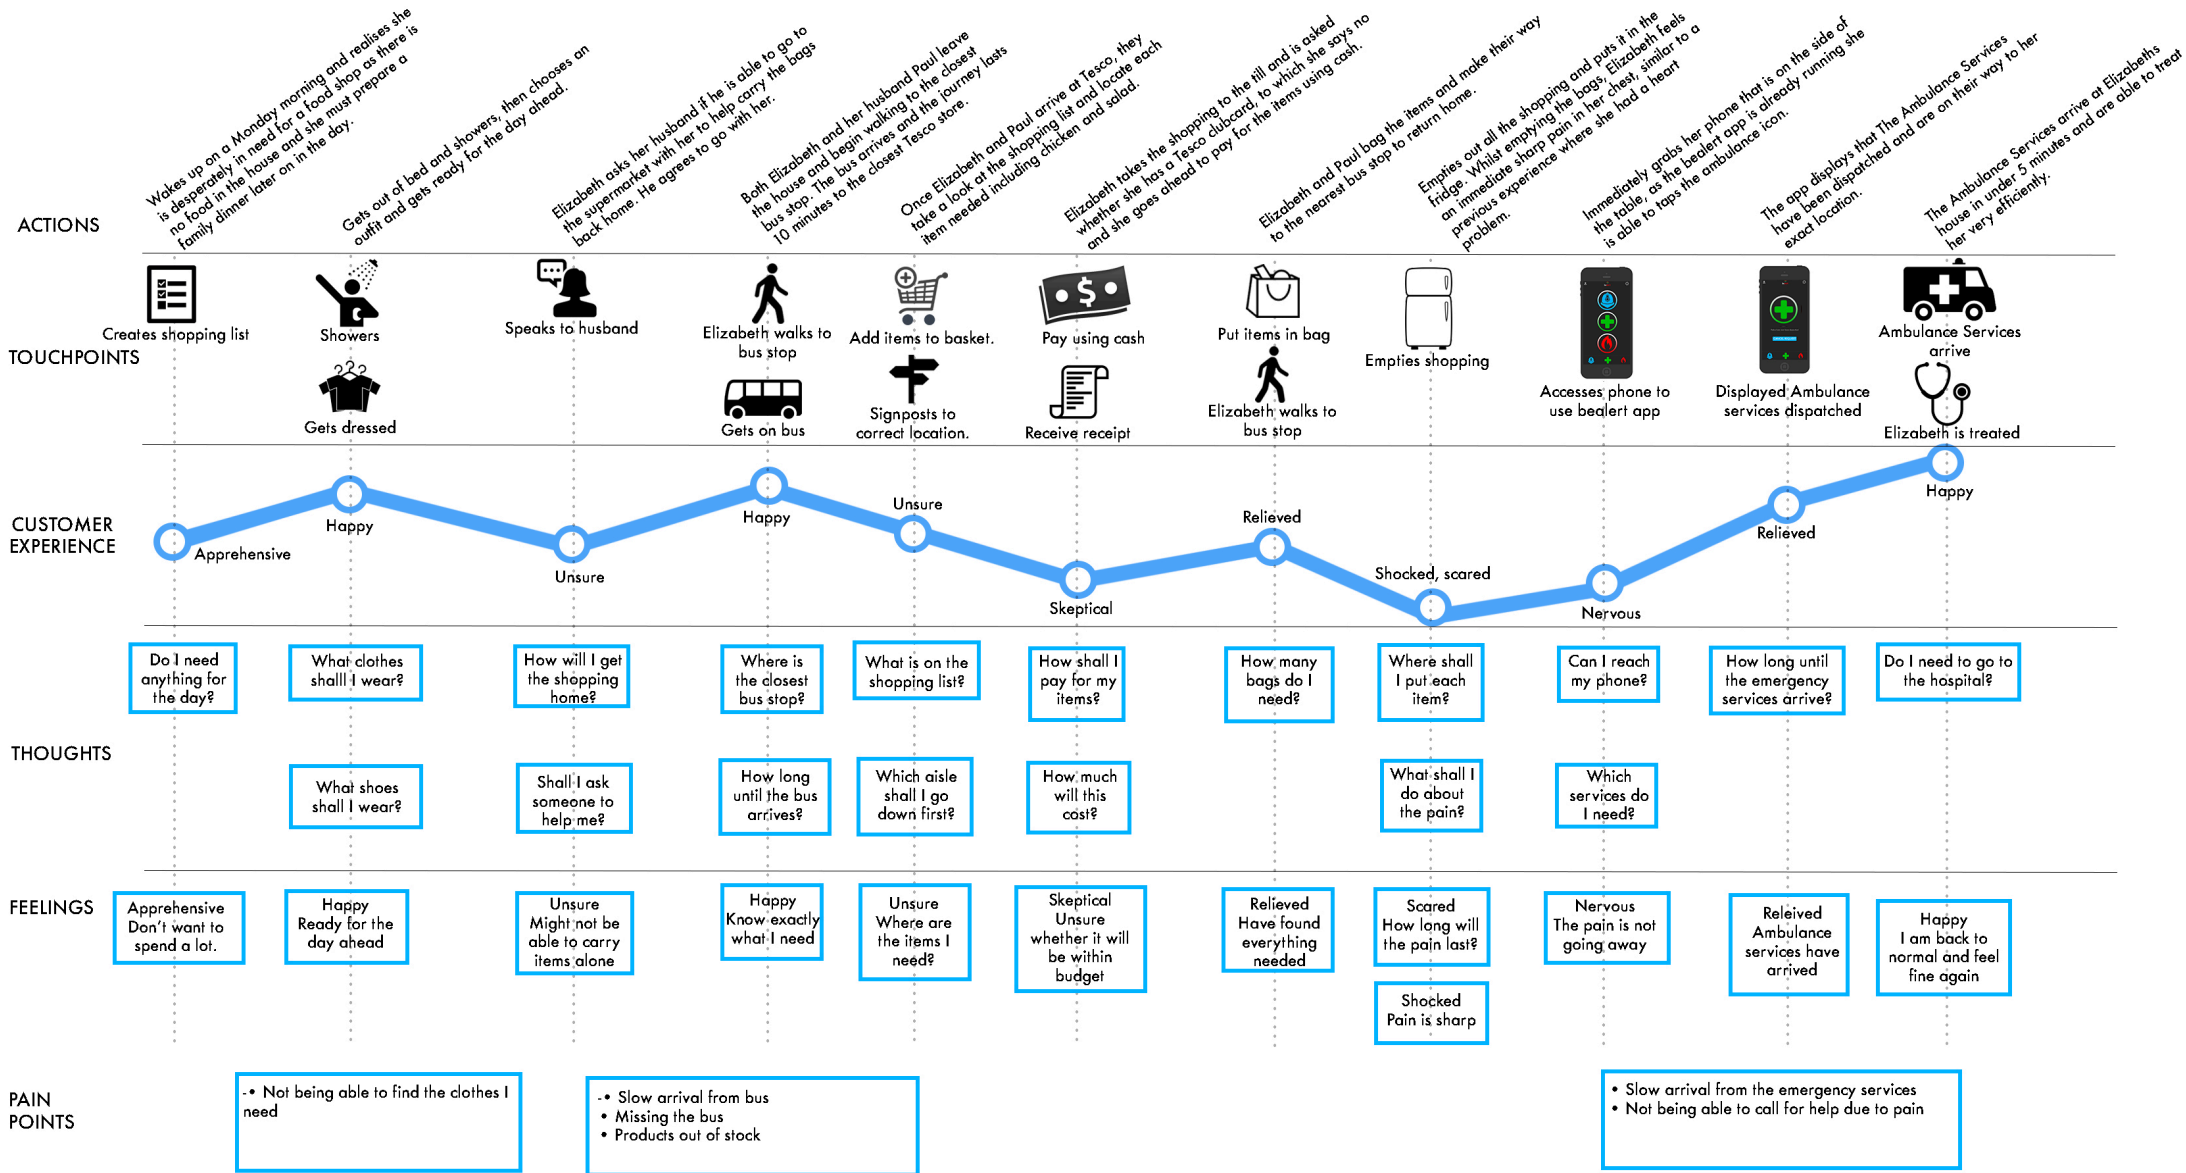 Wakes up on a Monday morning and realises she
is desperately in need for a food shop as there is
no food in the house and she must prepare a
family dinner later on in the day.
Gets out of bed and showers, then chooses an
outfit and gets ready for the day ahead.
Elizabeth asks her husband if he is able to go to
the supermarket with her to help carry the bags
back home. He agrees to go with her.
Both Elizabeth and her husband Paul leave
the house and begin walking to the closest
bus stop. The bus arrives and the journey lasts
10 minutes to the closest Tesco store.
Once Elizabeth and Paul arrive at Tesco, they
take a look at the shopping list and locate each
item needed including chicken and salad.
Elizabeth takes the shopping to the till and is asked
whether she has a Tesco clubcard, to which she says no
and she goes ahead to pay for the items using cash.
Elizabeth and Paul bag the items and make their way
to the nearest bus stop to return home.
Empties out all the shopping and puts it in the
fridge. Whilst emptying the bags, Elizabeth feels
an immediate sharp pain in her chest, similar to a
previous experience where she had a heart
problem.
Immediately grabs her phone that is on the side of
the table, as the bealert app is already running she
is able to taps the ambulance icon.
The app displays that The Ambulance Services
have been dispatched and are on their way to her
exact location.
The Ambulance Services arrive at Elizabeths
house in under 5 minutes and are able to treat
her very efficiently.
ACTIONS
TOUCHPOINTS
Creates shopping list
Showers
Gets dressed
Speaks to husband
Elizabeth walks to
bus stop
Gets on bus
Add items to basket.
Signposts to
correct location.
$
Pay using cash
Receive receipt
Put items in bag
Elizabeth walks to
bus stop
Empties shopping
Accesses phone to
use bealert app
Displayed Ambulance
services dispatched
Ambulance Services
arrive
Elizabeth is treated
CUSTOMER
EXPERIENCE
Apprehensive
Happy
Unsure
Happy
Unsure
Skeptical
Relieved
Shocked, scared
Nervous
Relieved
Happy
THOUGHTS
Do I need
anything for
the day?
What clothes
shalll I wear?
What shoes
shall I wear?
How will I get
the shopping
home?
Shall I ask
someone to
help me?
Where is
the closest
bus stop?
How long
until the bus
arrives?
What is on the
shopping list?
Which aisle
shall I go
down first?
How shall I
pay for my
items?
How much
will this
cost?
How many
bags do I
need?
Where shall
I put each
item?
What shall I
do about
the pain?
Can I reach
my phone?
Which
services do
I need?
How long until
the emergency
services arrive?
Do I need to go to
the hospital?
FEELINGS
Apprehensive
Don't want to
spend a lot.
Happy
Ready for the
day ahead
Unsure
Might not be
able to carry
items alone
Happy
Know exactly
what I need
Unsure
Where are
the items I
need?
Skeptical
Unsure
whether it will
be within
budget
Relieved
Have found
everything
needed
Scared
How long will
the pain last?
Shocked
Pain is sharp
Nervous
The pain is not
going away
Releived
Ambulance
services have
arrived
Happy
I am back to
normal and feel
fine again
PAIN
POINTS
-• Not being able to find the clothes I
need
-• Slow arrival from bus
• Missing the bus
• Products out of stock
• Slow arrival from the emergency services
• Not being able to call for help due to pain